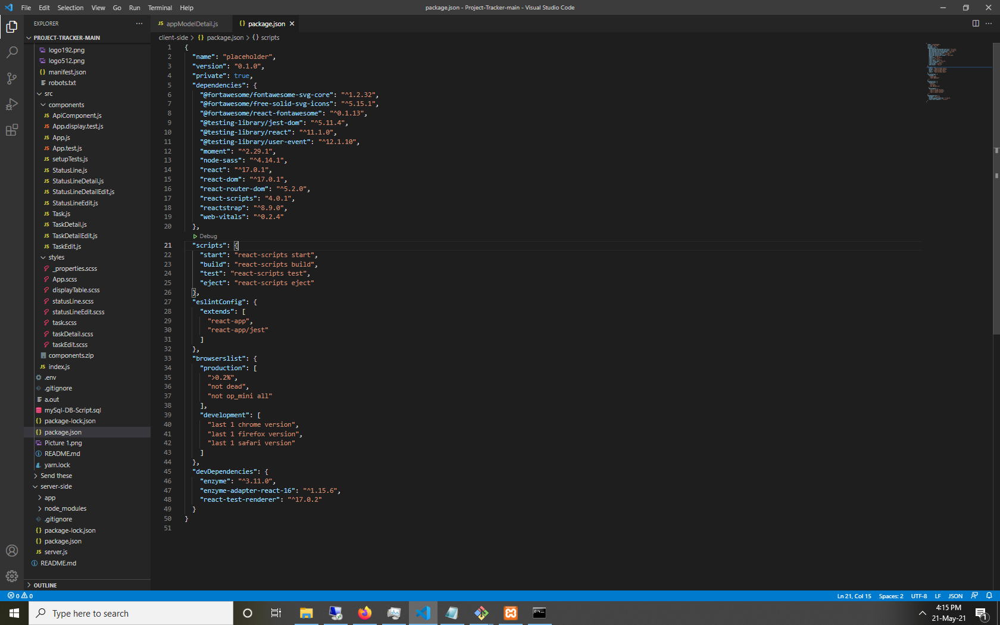 File Edit Selection View Go Run Terminal Help
package.json - Project-Tracker-main - Visual Studio Code
EXPLORER
PROJECT-TRACKER-MAIN
logo192.png
logo512.png
manifest.json
robots.txt
src
components
ApiComponent.js
App.display.test.js
App.js
App.test.js
setupTests.js
StatusLine.js
StatusLineDetail.js
StatusLineDetailEdit.js
StatusLineEdit.js
Task.js
TaskDetail.js
TaskDetailEdit.js
TaskEdit.js
styles
_properties.scss
App.scss
displayTable.scss
statusLine.scss
statusLineEdit.scss
task.scss
taskDetail.scss
taskEdit.scss
components.zip
index.js
.env
.gitignore
a.out
mySql-DB-Script.sql
package-lock.json
package.json
Picture 1.png
README.md
yarn.lock
Send these
server-side
app
node_modules
.gitignore
package-lock.json
package.json
server.js
README.md
OUTLINE
JS appModelDetail.js
{} package.json
client-side > {} package.json > {} scripts
1 {
2 "name": "placeholder",
3 "version": "0.1.0",
4 "private": true,
5 "dependencies": {
6 "@fortawesome/fontawesome-svg-core": "^1.2.32",
7 "@fortawesome/free-solid-svg-icons": "^5.15.1",
8 "@fortawesome/react-fontawesome": "^0.1.13",
9 "@testing-library/jest-dom": "^5.11.4",
10 "@testing-library/react": "^11.1.0",
11 "@testing-library/user-event": "^12.1.10",
12 "moment": "^2.29.1",
13 "node-sass": "^4.14.1",
14 "react": "^17.0.1",
15 "react-dom": "^17.0.1",
16 "react-router-dom": "^5.2.0",
17 "react-scripts": "4.0.1",
18 "reactstrap": "^8.9.0",
19 "web-vitals": "^0.2.4"
20 },
Debug
21 "scripts": {
22 "start": "react-scripts start",
23 "build": "react-scripts build",
24 "test": "react-scripts test",
25 "eject": "react-scripts eject"
26 },
27 "eslintConfig": {
28 "extends": [
29 "react-app",
30 "react-app/jest"
31 ]
32 },
33 "browserslist": {
34 "production": [
35 ">0.2%",
36 "not dead",
37 "not op_mini all"
38 ],
39 "development": [
40 "last 1 chrome version",
41 "last 1 firefox version",
42 "last 1 safari version"
43 ]
44 },
45 "devDependencies": {
46 "enzyme": "^3.11.0",
47 "enzyme-adapter-react-16": "^1.15.6",
48 "react-test-renderer": "^17.0.2"
49 }
50 }
51
0 0
Ln 21, Col 15 Spaces: 2 UTF-8 LF JSON
Type here to search
4:15 PM
21-May-21
1